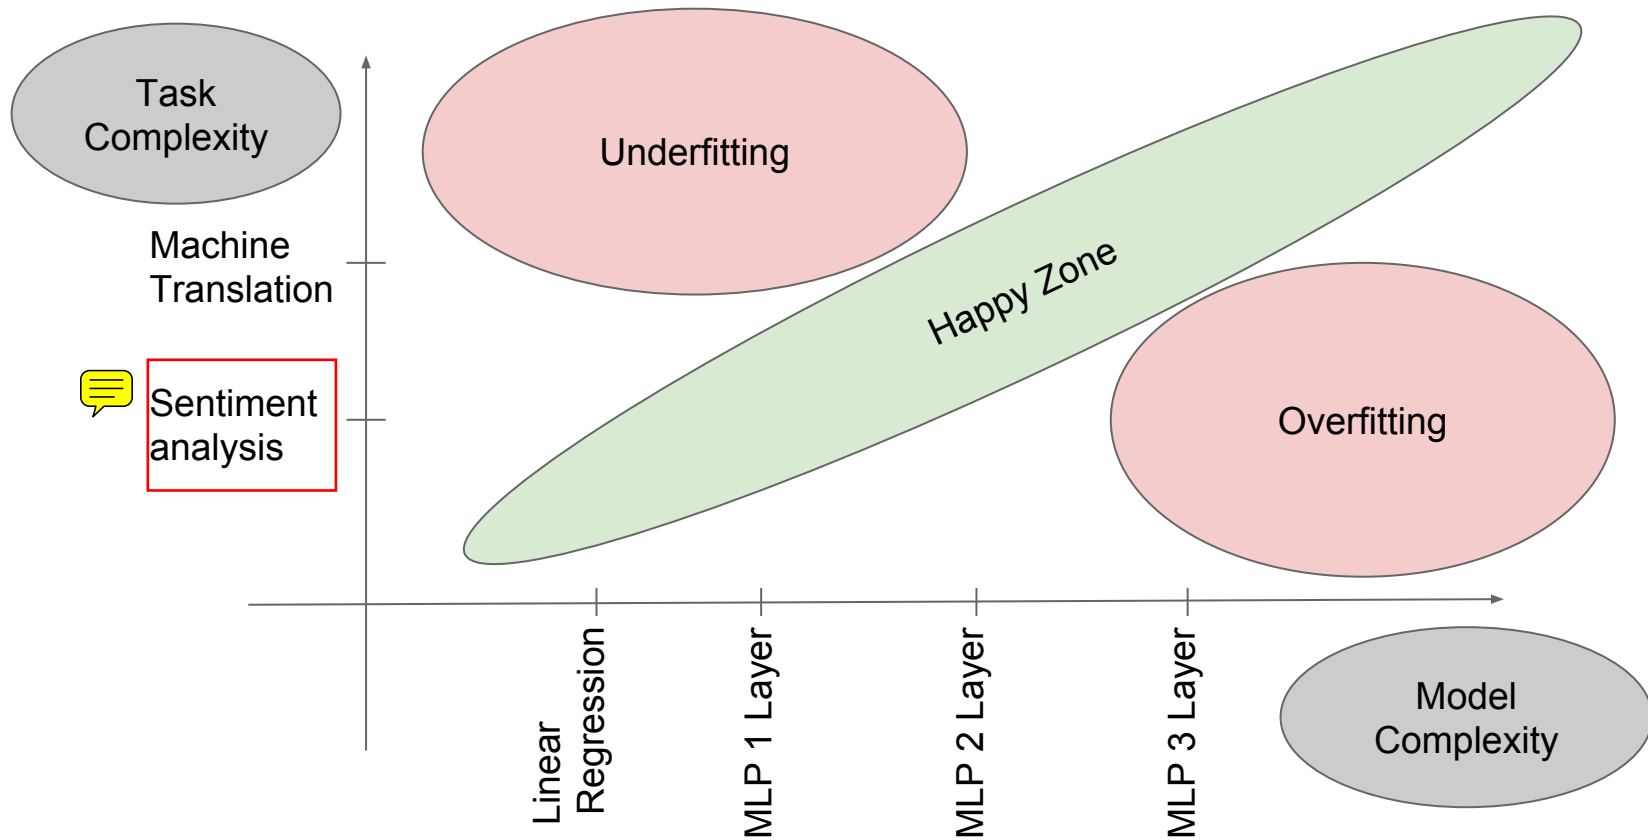 Task
Complexity
Underfitting
Machine
Translation
Happy Zone
Sentiment
analysis
Overfitting
Linear
Regression
MLP 1 Layer
MLP 2 Layer
MLP 3 Layer
Model
Complexity